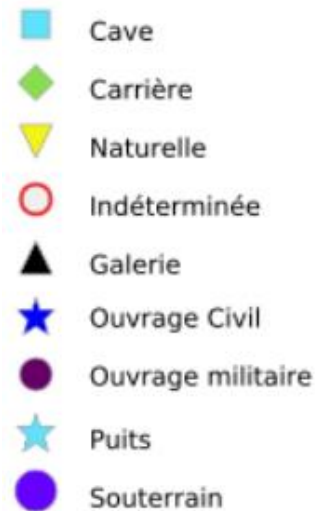 Cave
Carrière
Naturelle
Indéterminée
Galerie
Ouvrage Civil
Ouvrage militaire
Puits
Souterrain